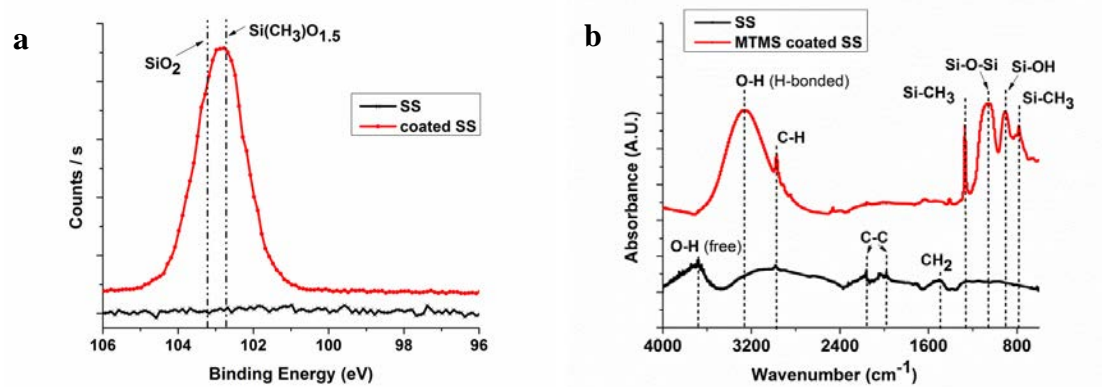 a
Si(CH₃)O₁.₅
SiO₂
SS
coated SS
Counts / s
106 104 102 100 98 96
Binding Energy (eV)
b
SS
MTMS coated SS
O-H (H-bonded)
C-H
Si-O-Si
Si-OH
Si-CH₃
Si-CH₃
O-H (free)
C-C
CH₂
Absorbance (A.U.)
4000 3200 2400 1600 800
Wavenumber (cm⁻¹)